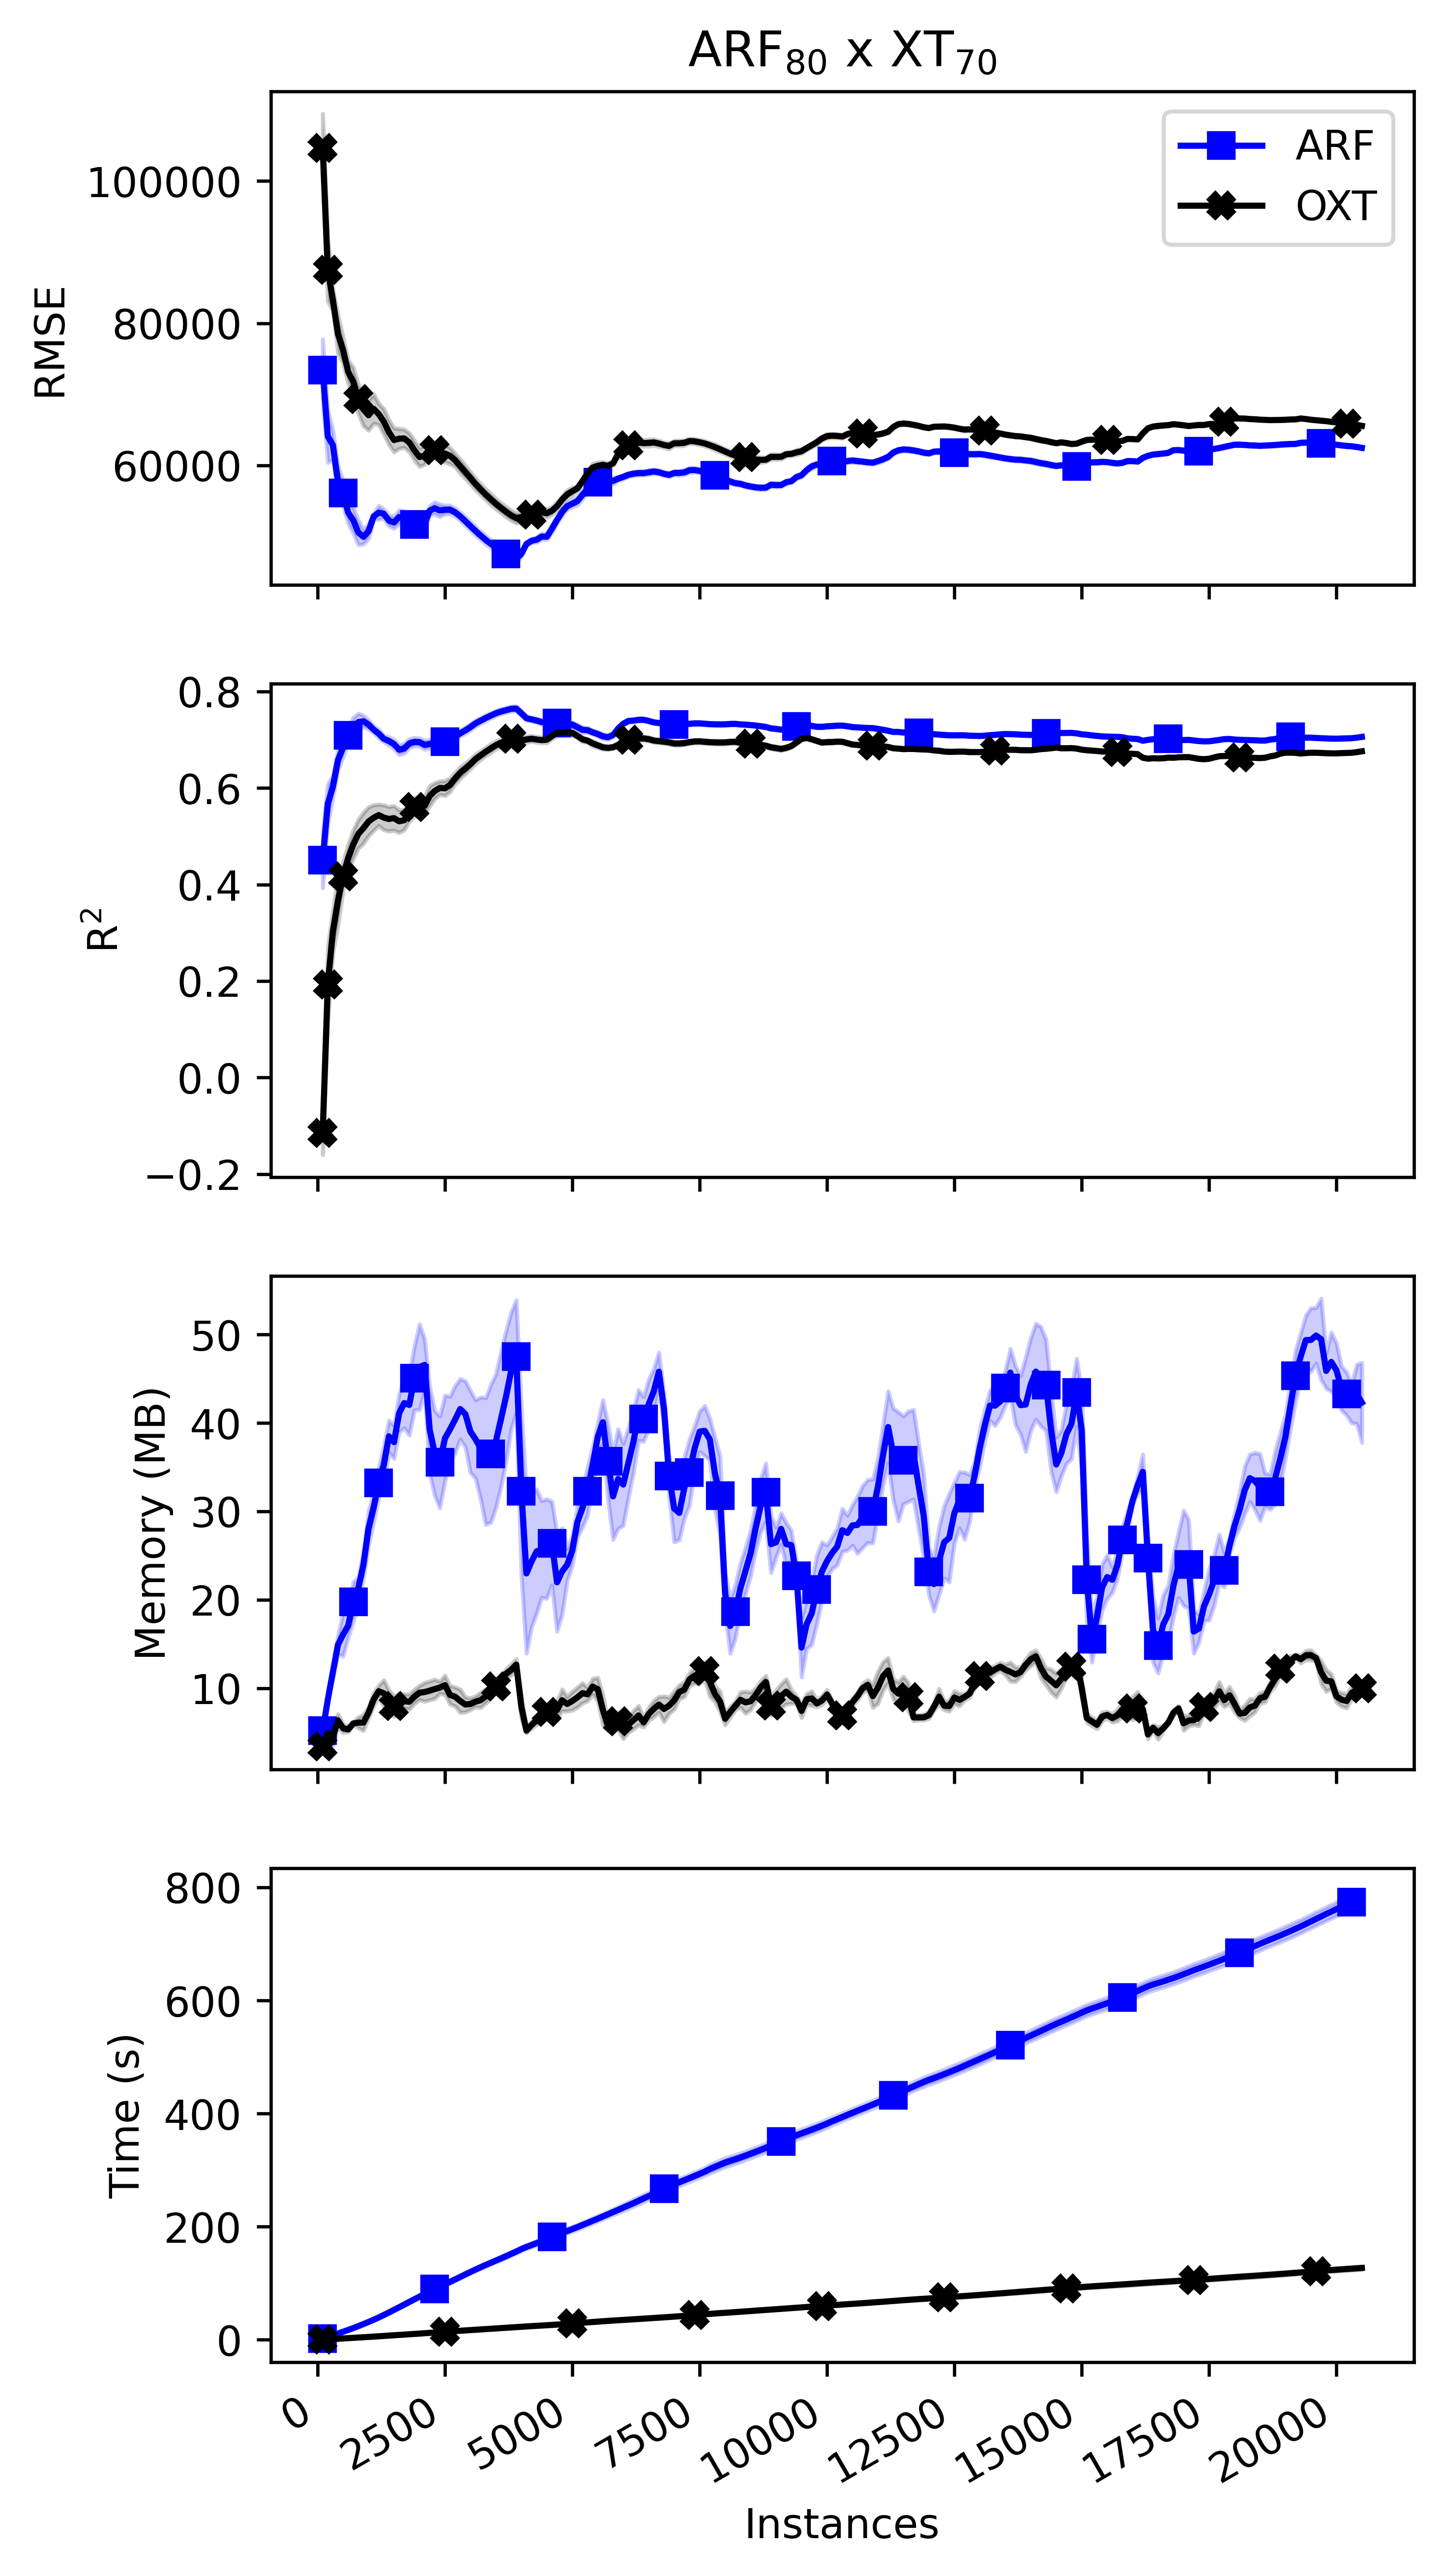 ARF₈₀ x XT₇₀
ARF
OXT
RMSE
100000
80000
60000
R²
0.8
0.6
0.4
0.2
0.0
−0.2
Memory (MB)
50
40
30
20
10
Time (s)
800
600
400
200
0
0 2500 5000 7500 10000 12500 15000 17500 20000
Instances